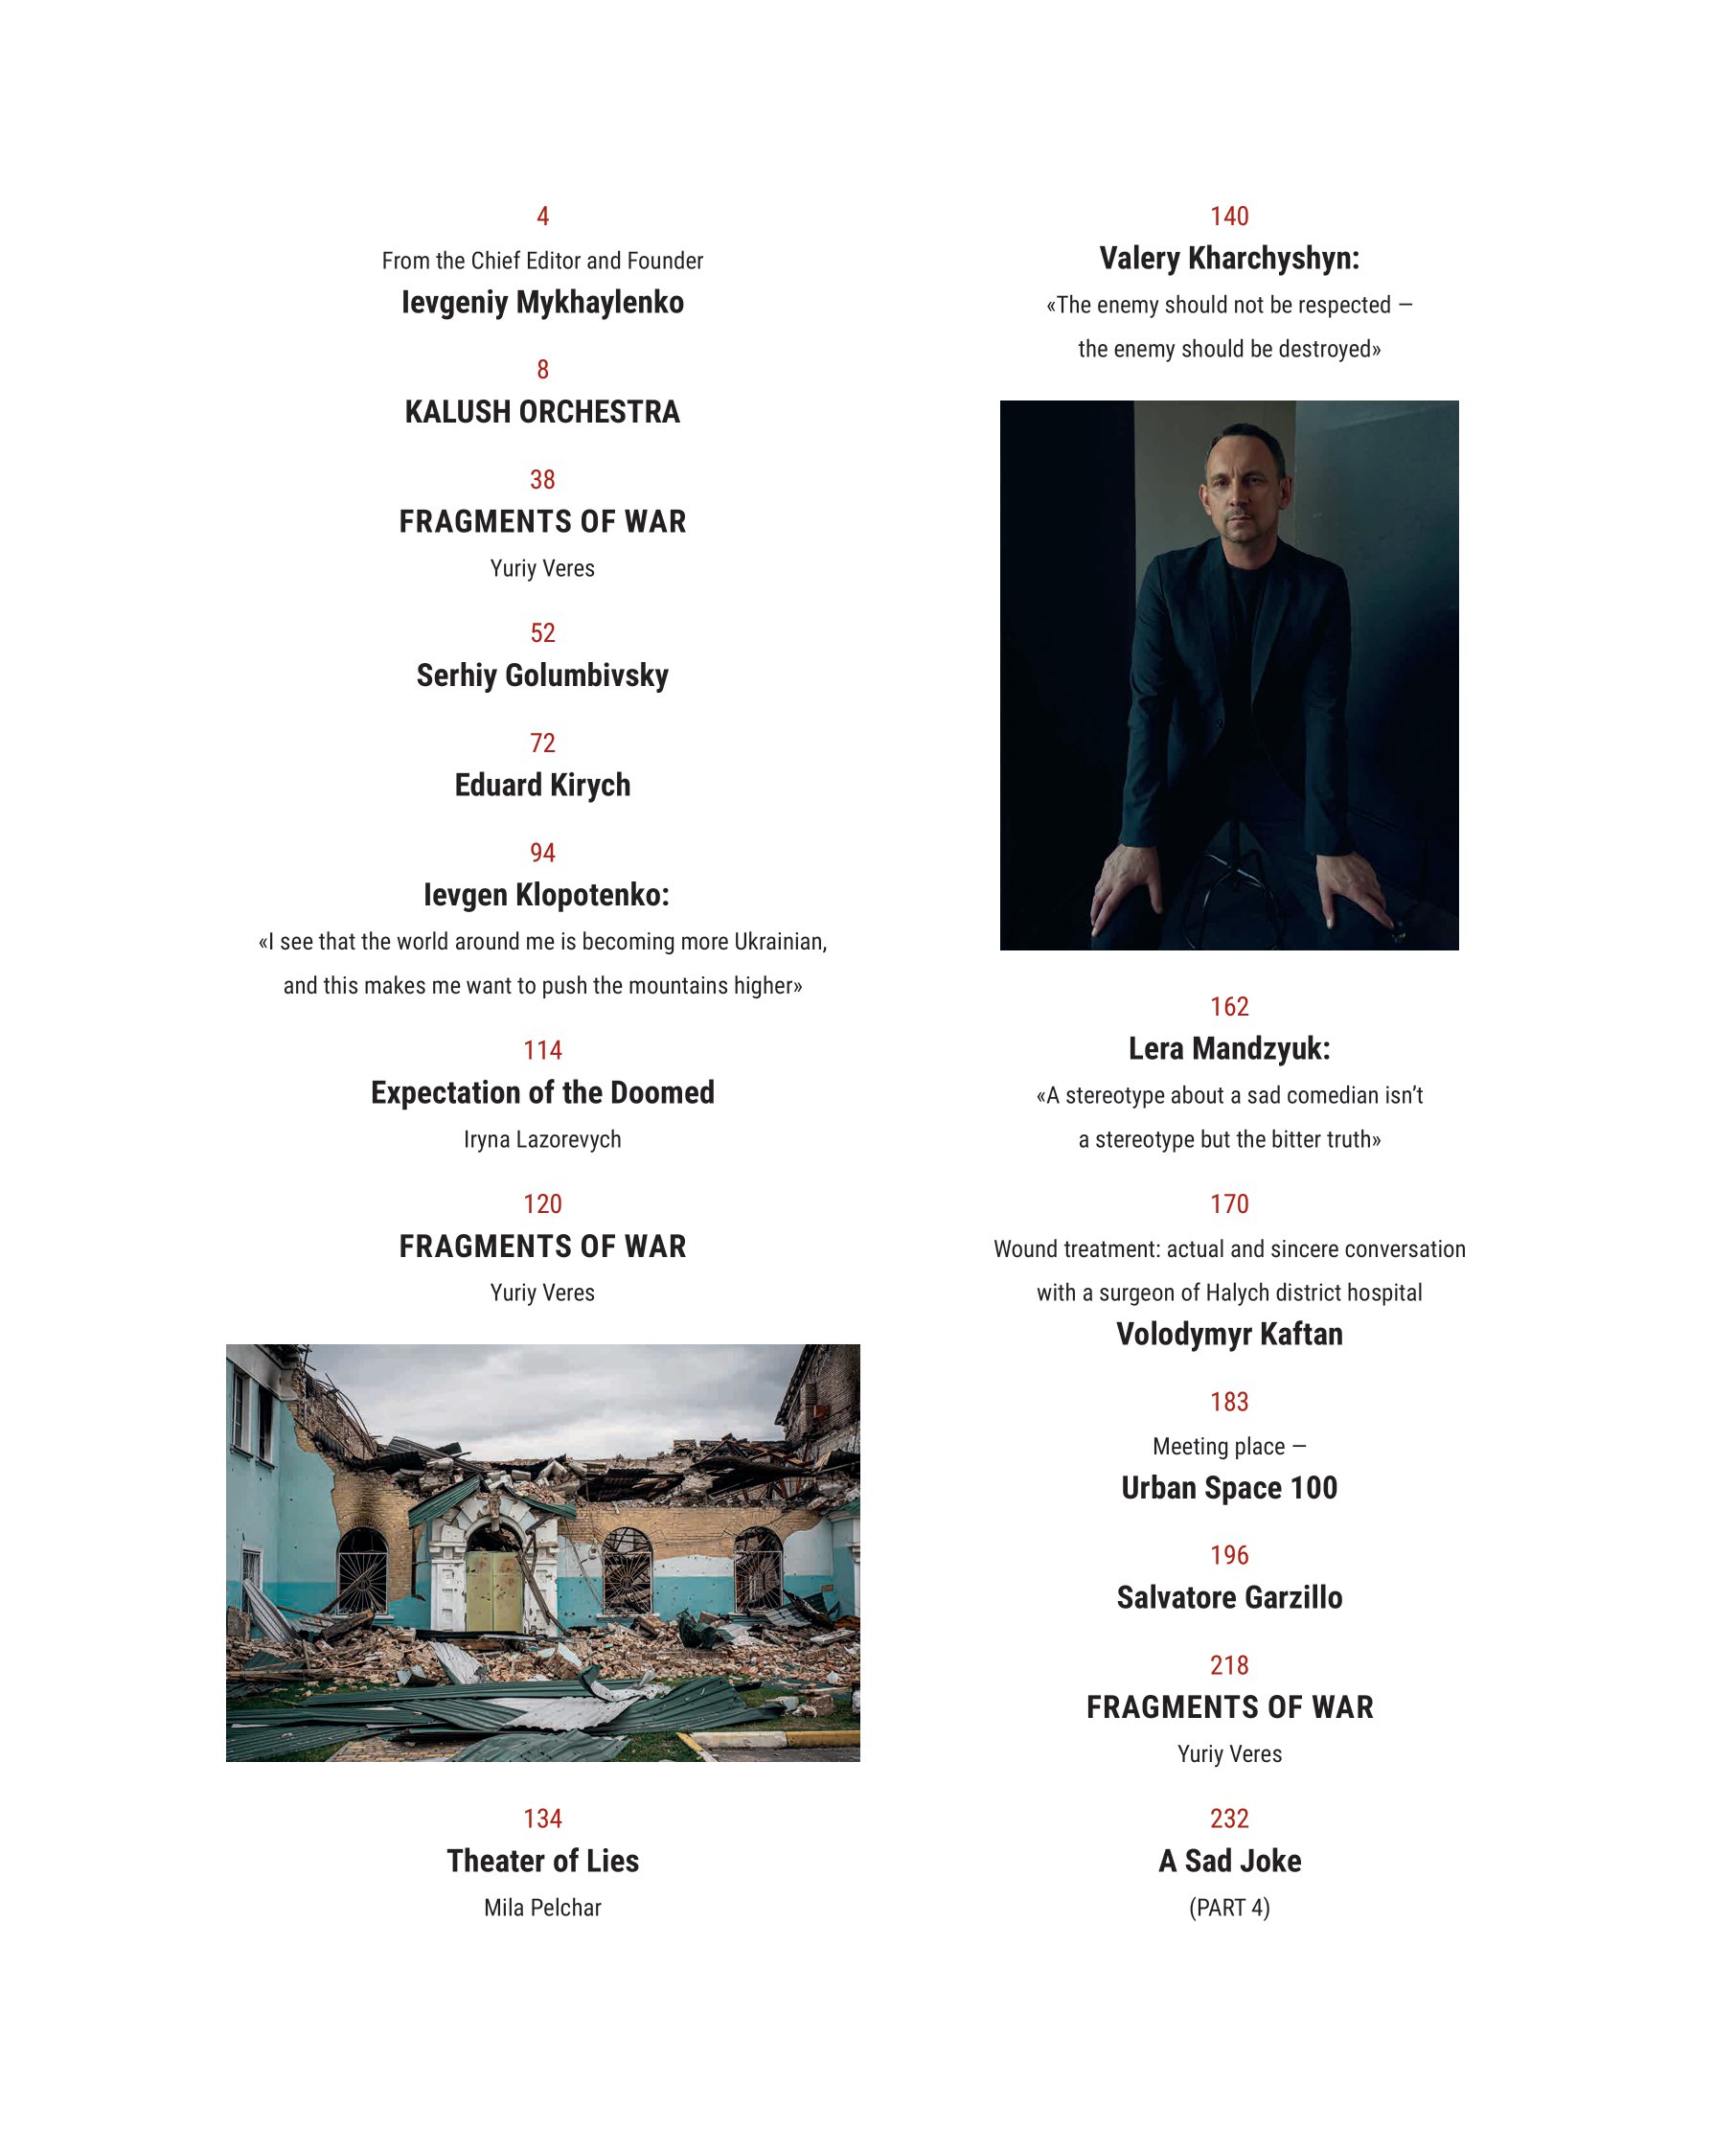 4
From the Chief Editor and Founder
Ievgeniy Mykhaylenko
8
KALUSH ORCHESTRA
38
FRAGMENTS OF WAR
Yuriy Veres
52
Serhiy Golumbivsky
72
Eduard Kirych
94
Ievgen Klopotenko:
«I see that the world around me is becoming more Ukrainian,
and this makes me want to push the mountains higher»
114
Expectation of the Doomed
Iryna Lazorevych
120
FRAGMENTS OF WAR
Yuriy Veres
134
Theater of Lies
Mila Pelchar
140
Valery Kharchyshyn:
«The enemy should not be respected —
the enemy should be destroyed»
162
Lera Mandzyuk:
«A stereotype about a sad comedian isn’t
a stereotype but the bitter truth»
170
Wound treatment: actual and sincere conversation
with a surgeon of Halych district hospital
Volodymyr Kaftan
183
Meeting place —
Urban Space 100
196
Salvatore Garzillo
218
FRAGMENTS OF WAR
Yuriy Veres
232
A Sad Joke
(PART 4)